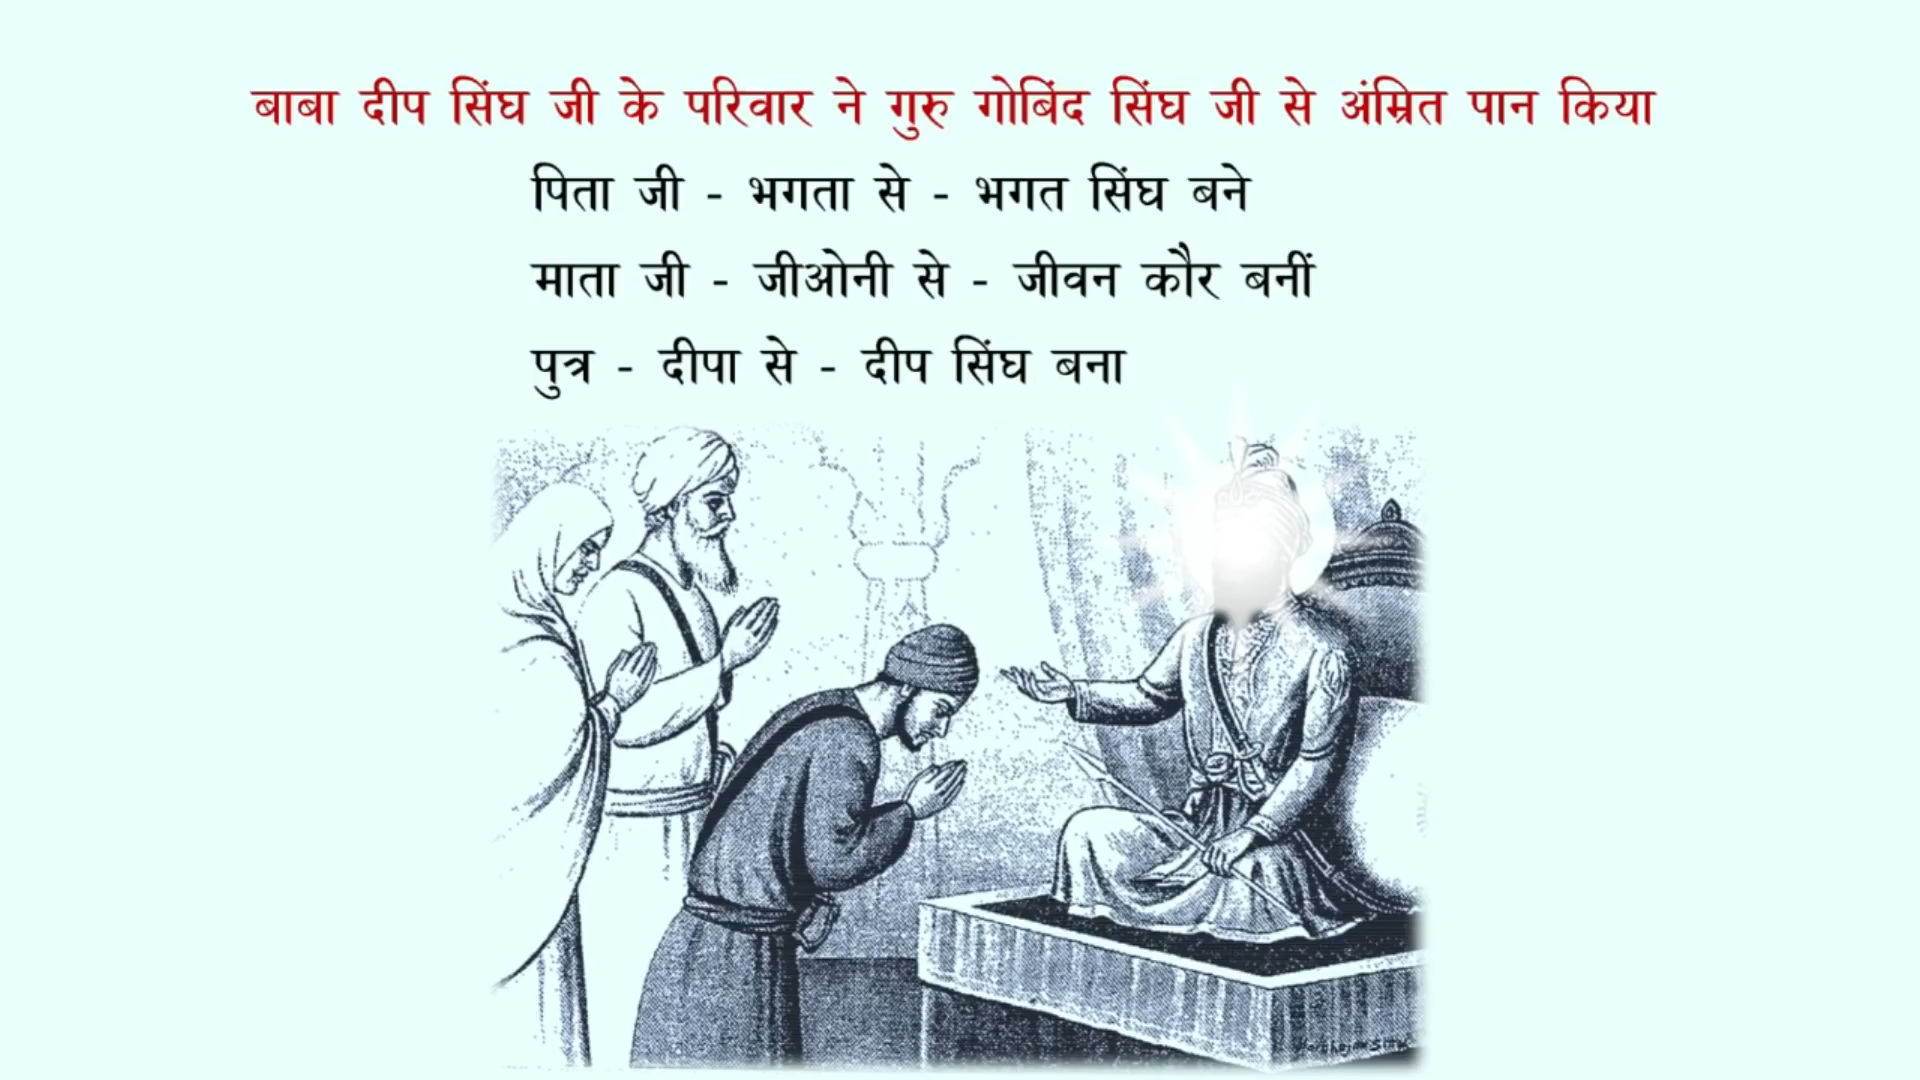 बाबा दीप सिंघ जी के परिवार ने गुरु गोबिंद सिंघ जी से अंम्रित पान किया
पिता जी - भगता से - भगत सिंघ बने
माता जी - जीओनी से - जीवन कौर बनीं
पुत्र - दीपा से - दीप सिंघ बना